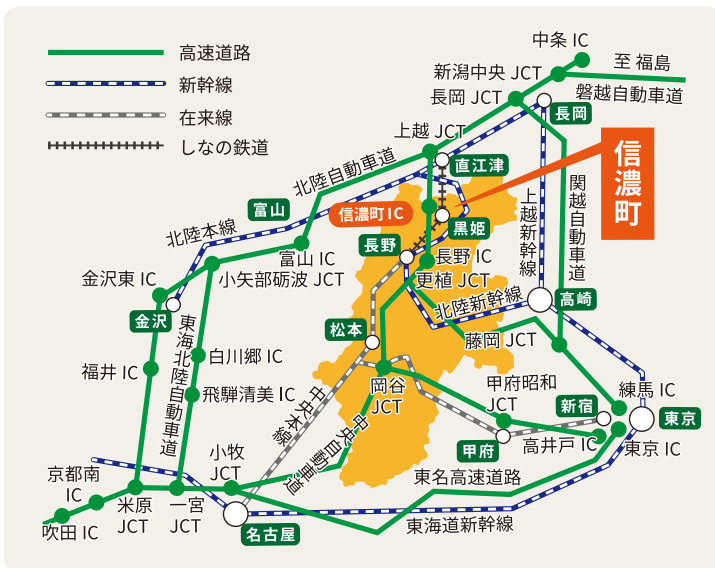 高速道路
新幹線
在来線
しなの鉄道
中条 IC
至 福島
新潟中央 JCT
長岡 JCT
磐越自動車道
長岡
上越 JCT
直江津
信濃町
北陸自動車道
富山
信濃町IC
黒姫
上越新幹線
関越自動車道
北陸本線
長野
富山 IC
長野 IC
金沢東 IC
小矢部砺波 JCT
更植 JCT
高崎
金沢
北陸新幹線
松本
藤岡 JCT
東海北陸自動車道
白川郷 IC
福井 IC
飛騨清美 IC
岡谷
JCT
甲府昭和
JCT
練馬 IC
新宿
東京
中央本線
中央自動車道
甲府
高井戸 IC
東京 IC
小牧
JCT
京都南
IC
東名高速道路
米原
JCT
一宮
JCT
吹田 IC
名古屋
東海道新幹線